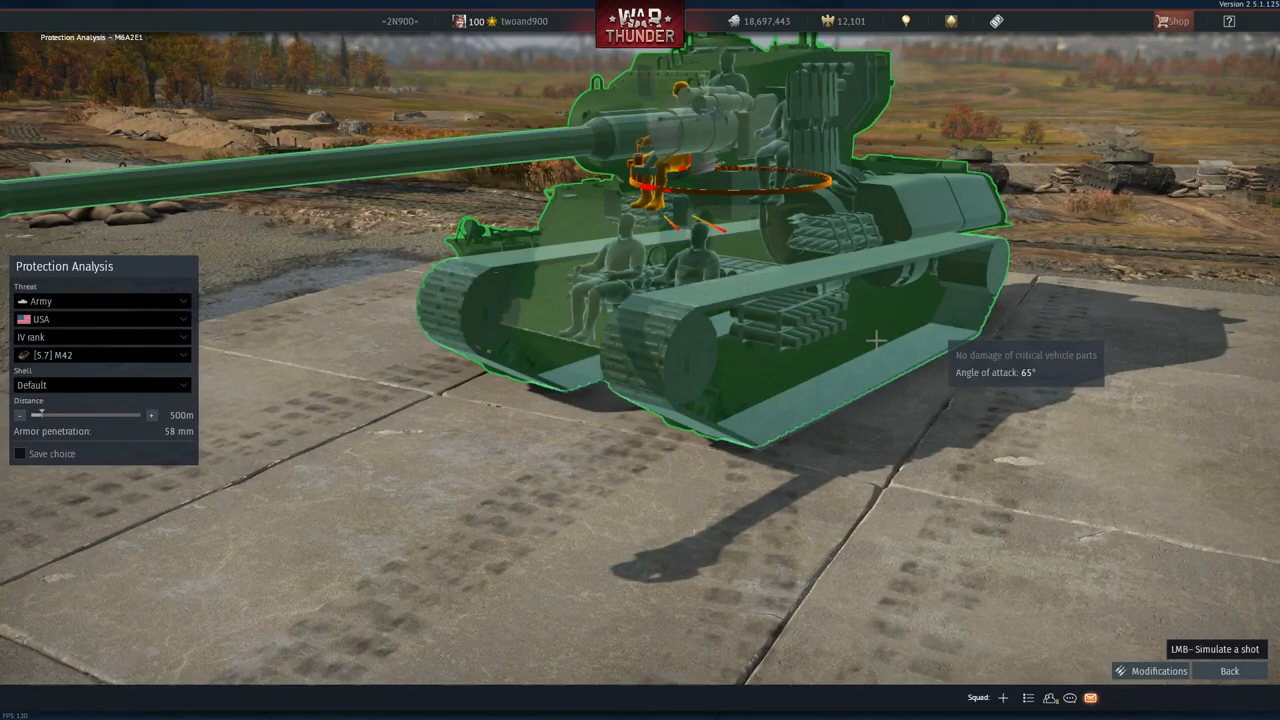 Version 2.5.1.125
=2N900=
100 twoand900
WAR THUNDER
18,697,443
12,101
Shop
Protection Analysis – M6A2E1
Protection Analysis
Threat
Army
USA
IV rank
[5.7] M42
Shell
Default
Distance
- + 500m
Armor penetration: 58 mm
Save choice
No damage of critical vehicle parts
Angle of attack: 65°
LMB– Simulate a shot
Modifications
Back
Squad:
FPS: 120